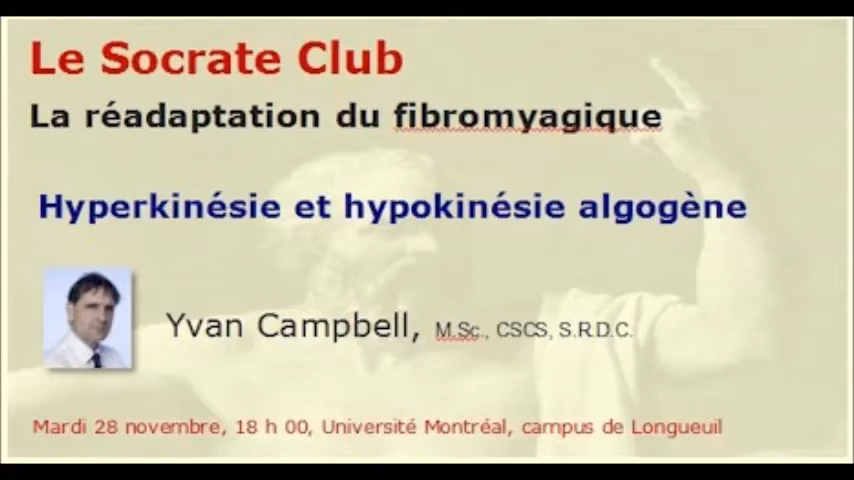 Le Socrate Club
La réadaptation du fibromyagique
Hyperkinésie et hypokinésie algogène
Yvan Campbell, M.Sc., CSCS, S.R.D.C.
Mardi 28 novembre, 18 h 00, Université Montréal, campus de Longueuil